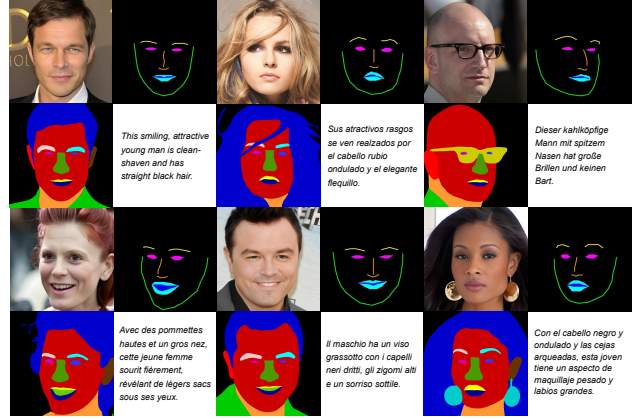 This smiling, attractive
young man is clean-
shaven and has
straight black hair.
Sus atractivos rasgos
se ven realzados por
el cabello rubio
ondulado y el elegante
flequillo.
Dieser kahlköpfige
Mann mit spitzem
Nasen hat große
Brillen und keinen
Bart.
Avec des pommettes
hautes et un gros nez,
cette jeune femme
sourit fièrement,
révélant de légers sacs
sous ses yeux.
Il maschio ha un viso
grassotto con i capelli
neri dritti, gli zigomi alti
e un sorriso sottile.
Con el cabello negro y
ondulado y las cejas
arqueadas, esta joven
tiene un aspecto de
maquillaje pesado y
labios grandes.